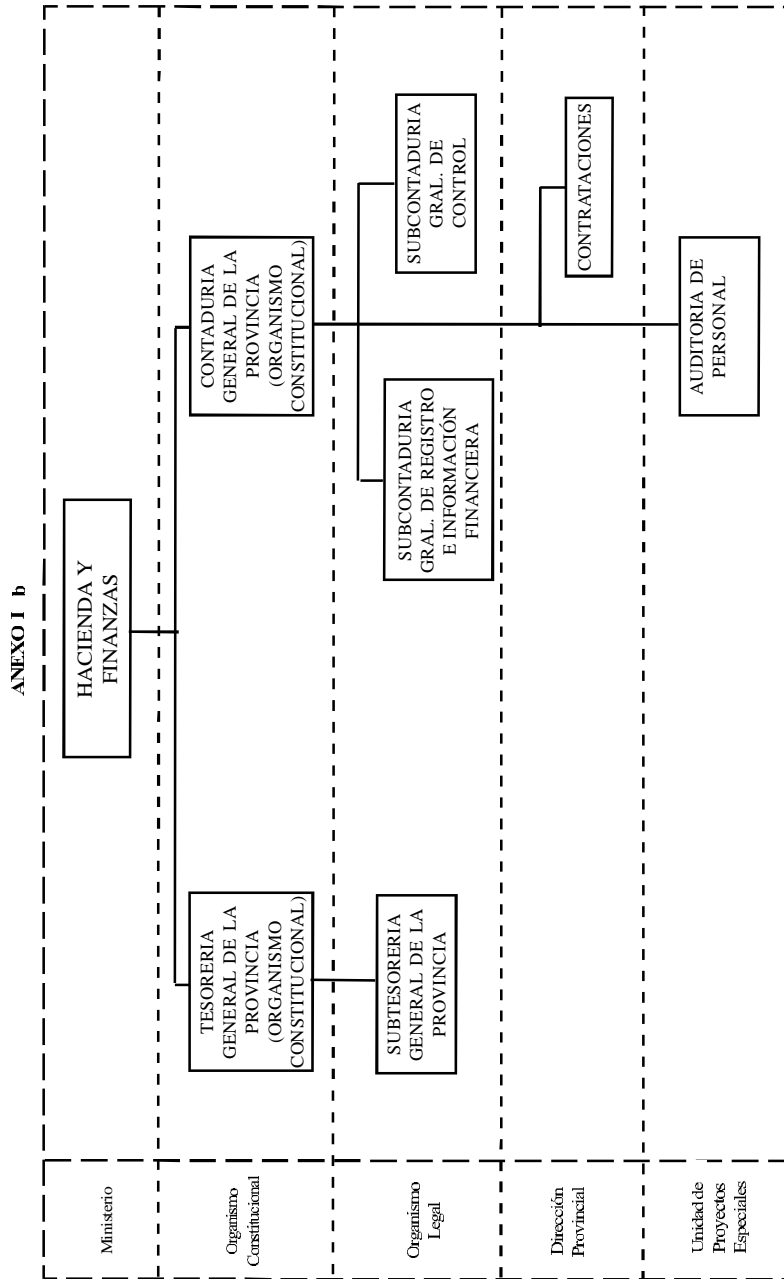 ANEXO I b
Ministerio
HACIENDA Y
FINANZAS
Organismo
Constitucional
TESORERIA
GENERAL DE LA
PROVINCIA
(ORGANISMO
CONSTITUCIONAL)
CONTADURIA
GENERAL DE LA
PROVINCIA
(ORGANISMO
CONSTITUCIONAL)
Organismo
Legal
SUBTESORERIA
GENERAL DE LA
PROVINCIA
SUBCONTADURIA
GRAL. DE REGISTRO
E INFORMACIÓN
FINANCIERA
SUBCONTADURIA
GRAL. DE
CONTROL
Dirección
Provincial
CONTRATACIONES
Unidad de
Proyectos
Especiales
AUDITORIA DE
PERSONAL